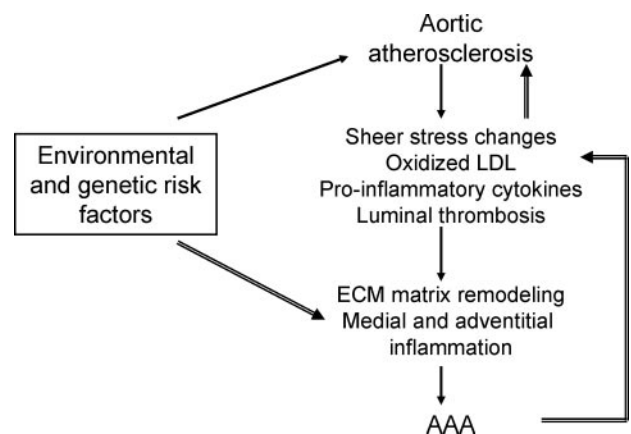 Aortic
atherosclerosis
Environmental
and genetic risk
factors
Sheer stress changes
Oxidized LDL
Pro-inflammatory cytokines
Luminal thrombosis
ECM matrix remodeling
Medial and adventitial
inflammation
AAA